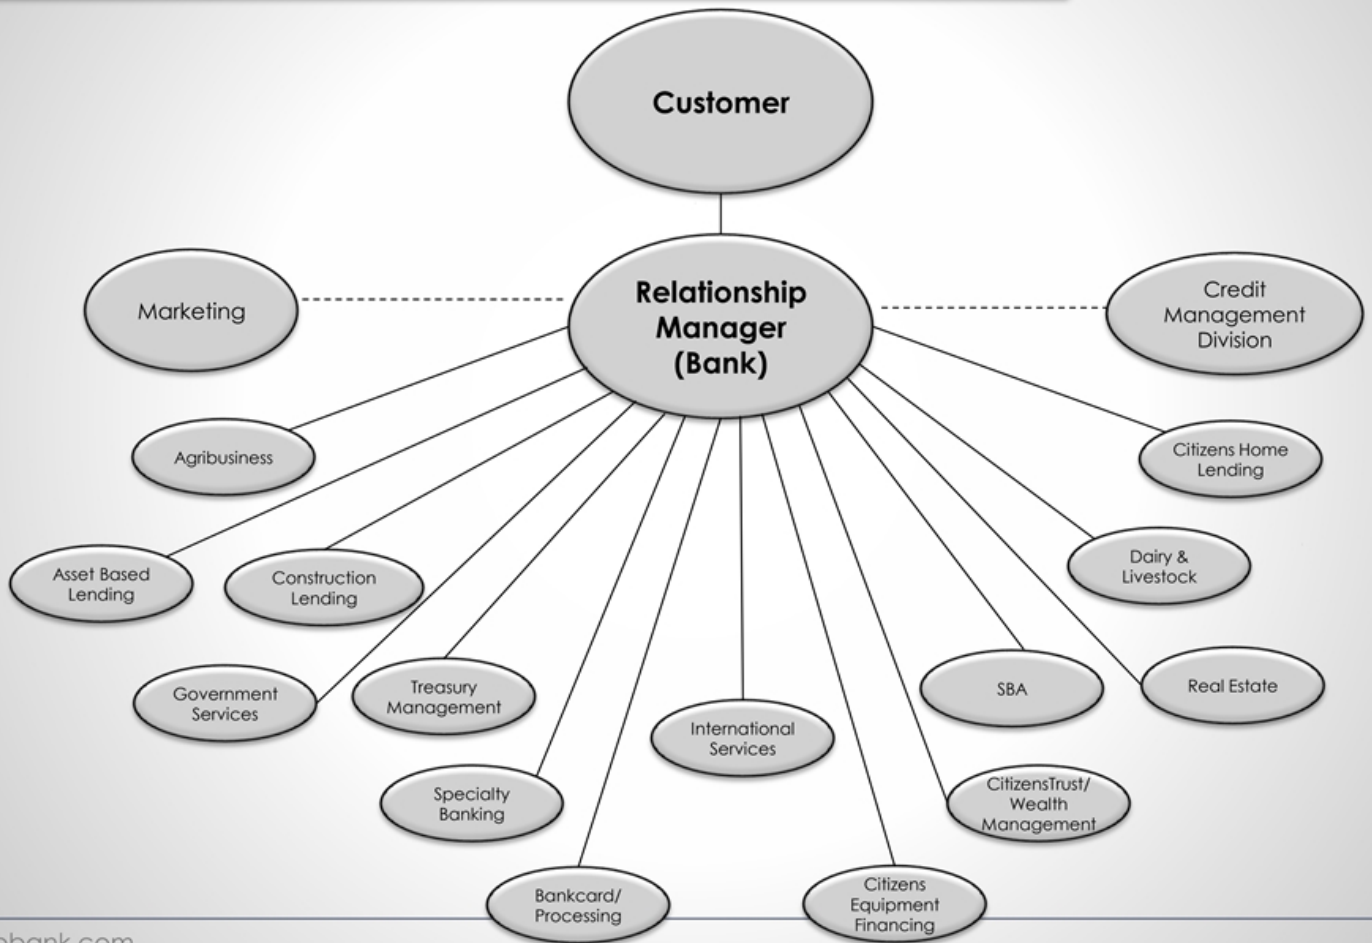 Customer
Relationship
Manager
(Bank)
Marketing
Credit
Management
Division
Agribusiness
Citizens Home
Lending
Asset Based
Lending
Construction
Lending
Dairy &
Livestock
Government
Services
Treasury
Management
International
Services
SBA
Real Estate
Specialty
Banking
CitizensTrust/
Wealth
Management
Bankcard/
Processing
Citizens
Equipment
Financing